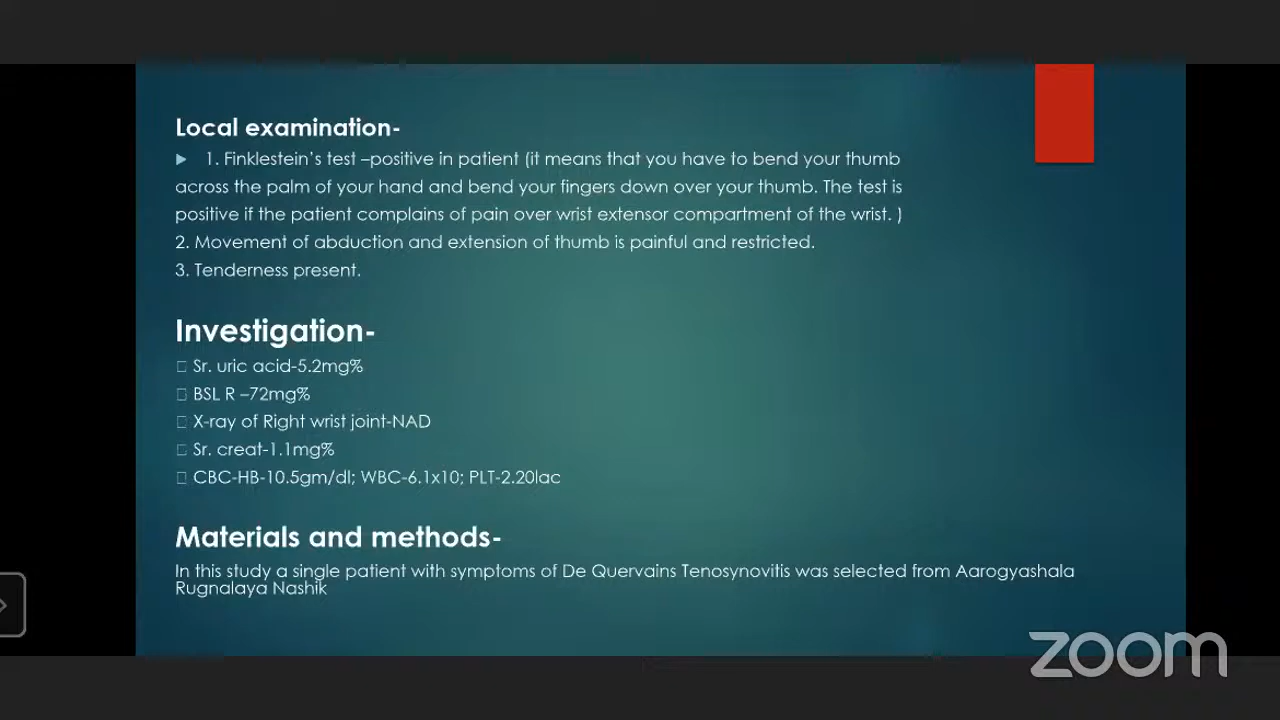 Local examination-
1. Finklestein's test –positive in patient (it means that you have to bend your thumb
across the palm of your hand and bend your fingers down over your thumb. The test is
positive if the patient complains of pain over wrist extensor compartment of the wrist. )
2. Movement of abduction and extension of thumb is painful and restricted.
3. Tenderness present.
Investigation-
Sr. uric acid-5.2mg%
BSL R –72mg%
X-ray of Right wrist joint-NAD
Sr. creat-1.1mg%
CBC-HB-10.5gm/dl; WBC-6.1x10; PLT-2.20lac
Materials and methods-
In this study a single patient with symptoms of De Quervains Tenosynovitis was selected from Aarogyashala
Rugnalaya Nashik
zoom